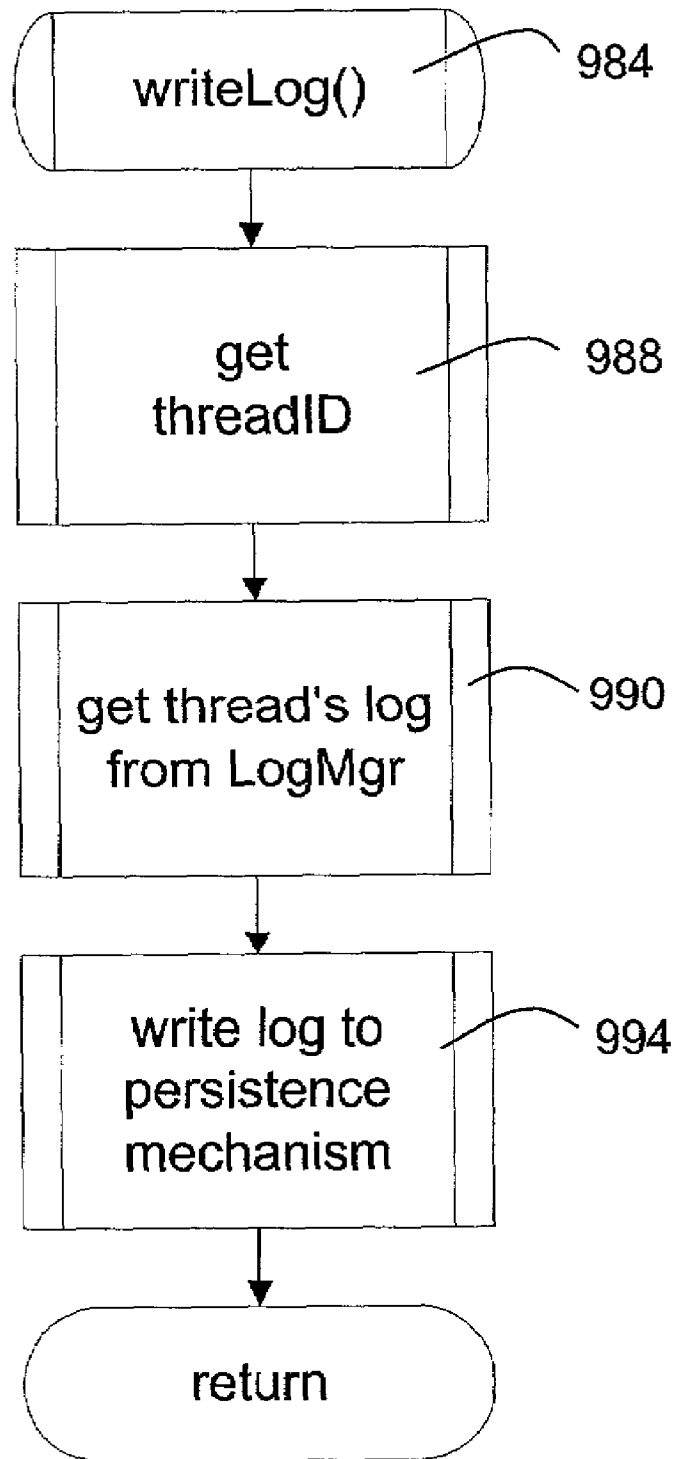 writeLog()
984
get
threadID
988
get thread's log
from LogMgr
990
write log to
persistence
mechanism
994
return